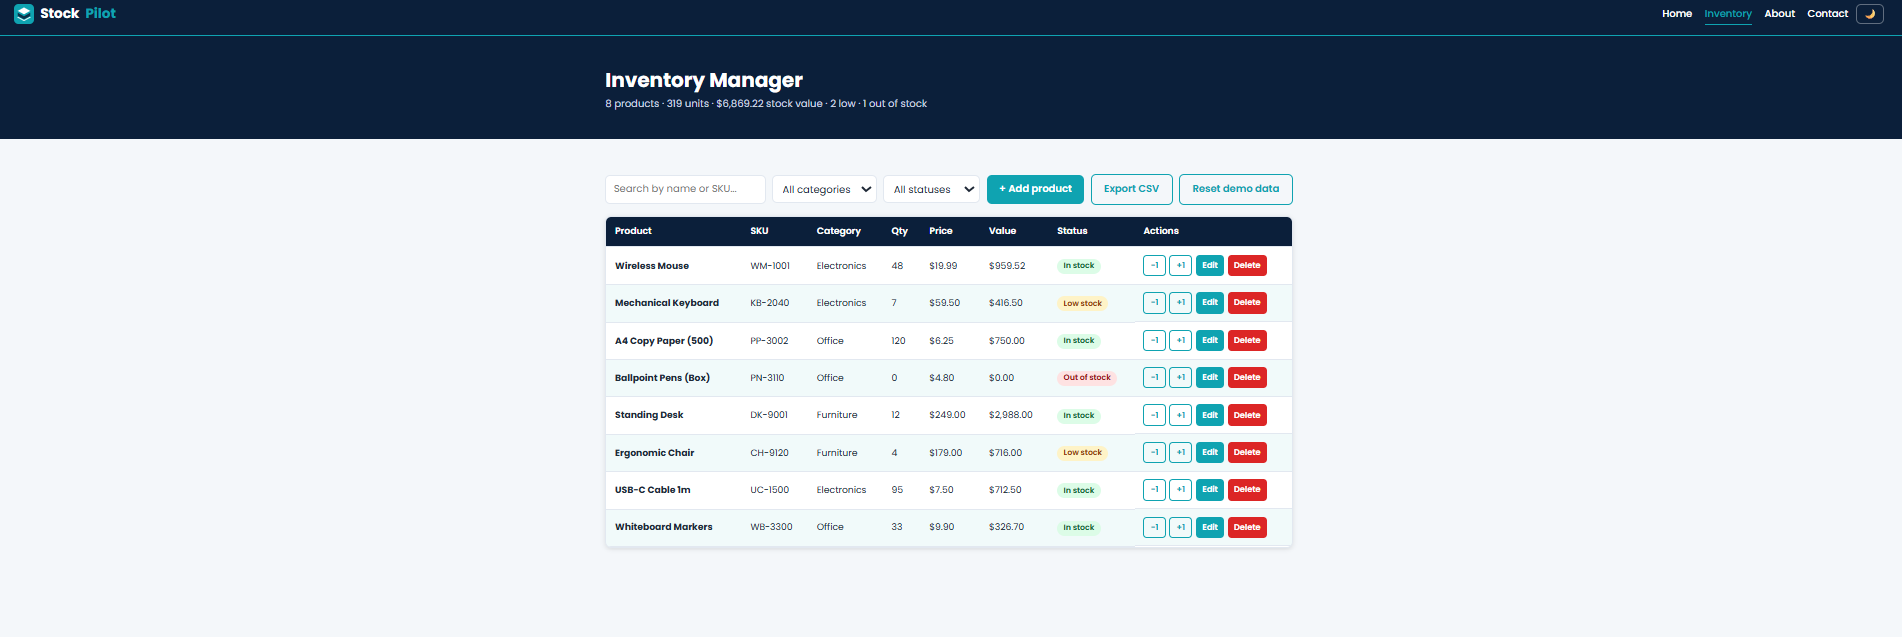 Stock Pilot
Home Inventory About Contact
Inventory Manager
8 products · 319 units · $6,869.22 stock value · 2 low · 1 out of stock
Search by name or SKU... All categories All statuses + Add product Export CSV Reset demo data
Product SKU Category Qty Price Value Status Actions
Wireless Mouse WM-1001 Electronics 48 $19.99 $959.52 In stock -1 +1 Edit Delete
Mechanical Keyboard KB-2040 Electronics 7 $59.50 $416.50 Low stock -1 +1 Edit Delete
A4 Copy Paper (500) PP-3002 Office 120 $6.25 $750.00 In stock -1 +1 Edit Delete
Ballpoint Pens (Box) PN-3110 Office 0 $4.80 $0.00 Out of stock -1 +1 Edit Delete
Standing Desk DK-9001 Furniture 12 $249.00 $2,988.00 In stock -1 +1 Edit Delete
Ergonomic Chair CH-9120 Furniture 4 $179.00 $716.00 Low stock -1 +1 Edit Delete
USB-C Cable 1m UC-1500 Electronics 95 $7.50 $712.50 In stock -1 +1 Edit Delete
Whiteboard Markers WB-3300 Office 33 $9.90 $326.70 In stock -1 +1 Edit Delete